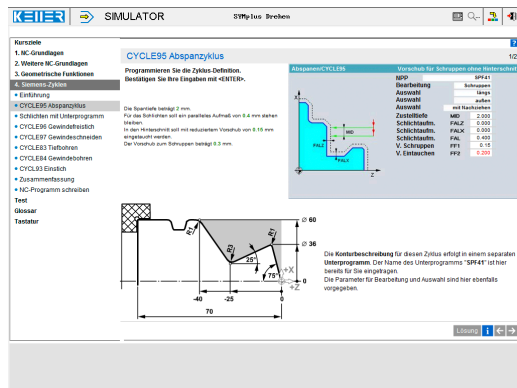 KELLER
SIMULATOR
SYMplus Drehen
Kursziele
1. NC-Grundlagen
2. Weitere NC-Grundlagen
3. Geometrische Funktionen
4. Siemens-Zyklen
Einführung
CYCLE95 Abspanzyklus
Schlichten mit Unterprogramm
CYCLE96 Gewindefreistich
CYCLE97 Gewindeschneiden
CYCLE83 Tiefbohren
CYCLE84 Gewindebohren
CYCL93 Einstich
Zusammenfassung
NC-Programm schreiben
Test
Glossar
Tastatur
?
CYCLE95 Abspanzyklus
1/2
Programmieren Sie die Zyklus-Definition.
Bestätigen Sie Ihre Eingaben mit <ENTER>.
Die Spantiefe beträgt 2 mm.
Für das Schlichten soll ein paralleles Aufmaß von 0.4 mm stehen
bleiben.
In den Hinterschnitt soll mit reduziertem Vorschub von 0.15 mm
eingetaucht werden.
Der Vorschub zum Schruppen beträgt 0.3 mm.
Abspanen/CYCLE95
Vorschub für Schruppen ohne Hinterschnitt
X
MID
FALZ
FALX
Z
NPP SPF41
Bearbeitung Schruppen
Auswahl längs
Auswahl außen
Auswahl mit Nachziehen
Zustelltiefe MID 2.000
Schlichtaufm. FALZ 0.000
Schlichtaufm. FALX 0.000
Schlichtaufm. FAL 0.400
V. Schruppen FF1 0.15
V. Eintauchen FF2 0.200
R1
R3
R1
25°
75°
+X
+Z
Ø 60
Ø 36
0
-40
-25
0
70
Die Konturbeschreibung für diesen Zyklus erfolgt in einem separaten
Unterprogramm. Der Name des Unterprogramms "SPF41" ist hier
bereits für Sie eingetragen.
Die Parameter für Bearbeitung und Auswahl sind hier ebenfalls
vorgegeben.
Lösung
i